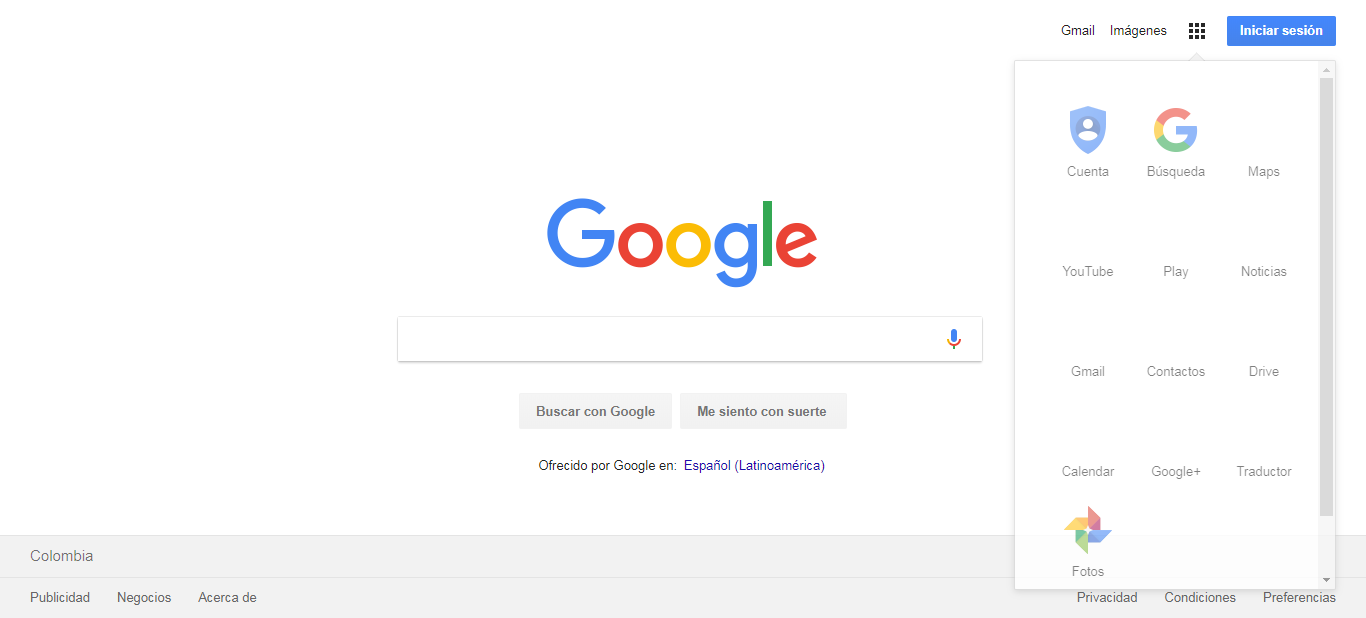 Gmail Imágenes Iniciar sesión
Cuenta Búsqueda Maps
Google
YouTube Play Noticias
Gmail Contactos Drive
Buscar con Google Me siento con suerte
Ofrecido por Google en: Español (Latinoamérica)
Calendar Google+ Traductor
Colombia
Fotos
Publicidad Negocios Acerca de Privacidad Condiciones Preferencias